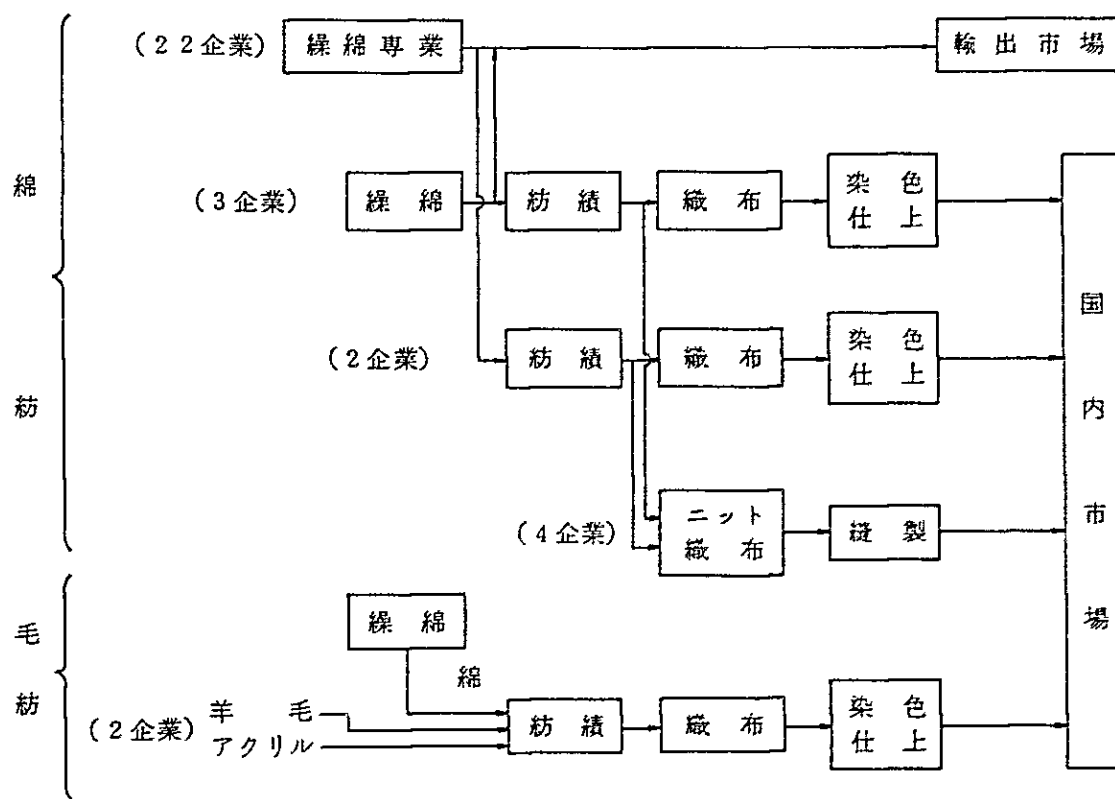 綿紡
(22企業) 繰綿専業 輸出市場
(3企業) 繰綿 紡績 織布 染色仕上
(2企業) 紡績 織布 染色仕上
国内市場
(4企業) ニット織布 縫製
毛紡
繰綿
綿
(2企業) 羊毛 紡績 織布 染色仕上
アクリル